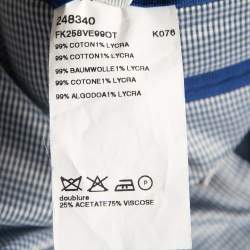 248340
FK258VE99OT K076
99% COTON1% LYCRA
99% COTTON1% LYCRA
99% BAUMWOLLE1% LYCRA
99% COTONE1% LYCRA
99% ALGODOA1% LYCRA
P
doublure
25% ACETATE75% VISCOSE